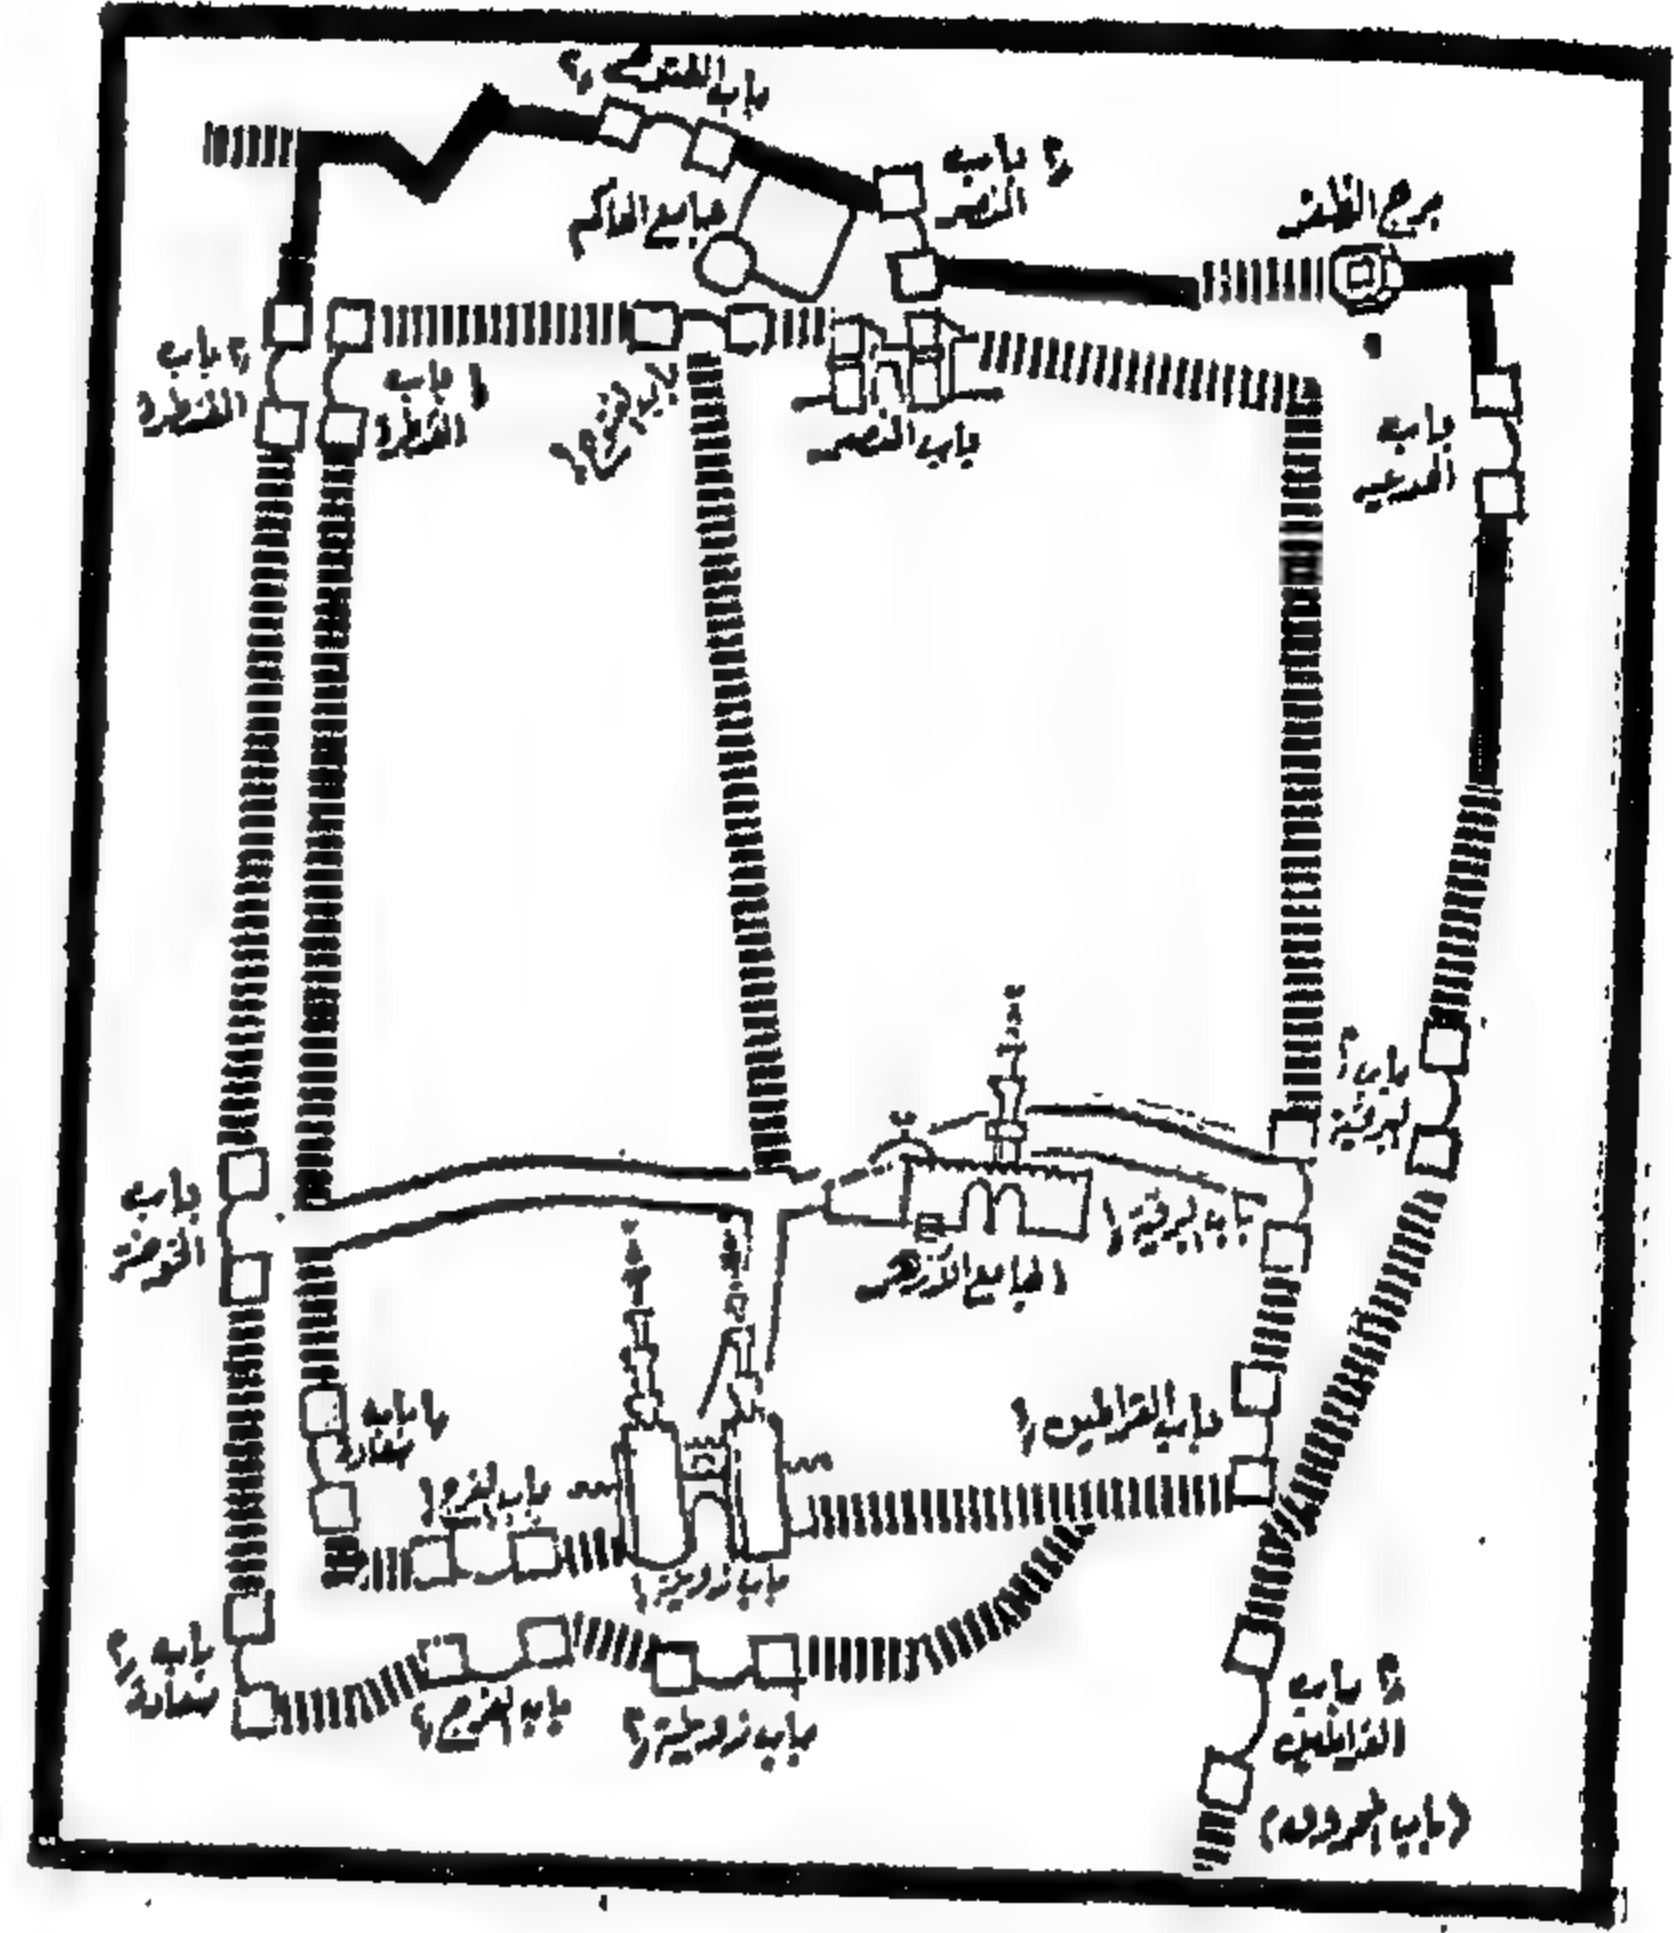 باب الفتوح ٢
٢ باب
النصر
برج الظفر
جامع الحاكم
٢ باب
القنطرة
١ باب
القنطرة
باب الفتوح ١
باب النصر
باب
باب ٢
البرقية
باب
الخوخة
باب البرقية ١
الجامع الأزهر
١ باب
سعادة
باب الفرج ١
باب القراطين ١
باب زويلة ١
باب ٢
سعادة
باب الفرج ٢
باب زويلة ٢
٢ باب
القراطين
(باب المحروق)